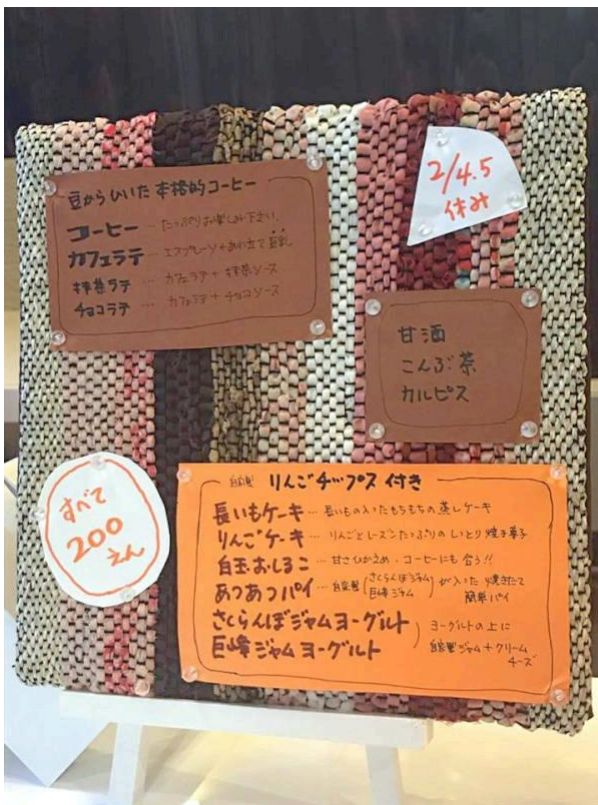 豆からひいた本格的コーヒー
コーヒー … たっぷりお楽しみ下さい。
カフェラテ … エスプレーソ+あわ立て豆乳
抹茶ラテ … カフェラテ+抹茶ソース
チョコラテ … カフェラテ+チョコソース
2/4.5
休み
甘酒
こんぶ茶
カルピス
すべて
200
えん
自家製 りんごチップス付き
長いもケーキ … 長いもの入ったもちもちの蒸しケーキ
りんごケーキ … りんごとレーズンたっぷりのしっとり焼き菓子
白玉おしるこ … 甘さひかえめ・コーヒーにも合う!!
あつあつパイ … 自家製(さくらんぼジャム 巨峰ジャム)が入った焼きたて簡単パイ
さくらんぼジャムヨーグルト
巨峰ジャムヨーグルト
ヨーグルトの上に
自家製ジャム+クリーム
チーズ